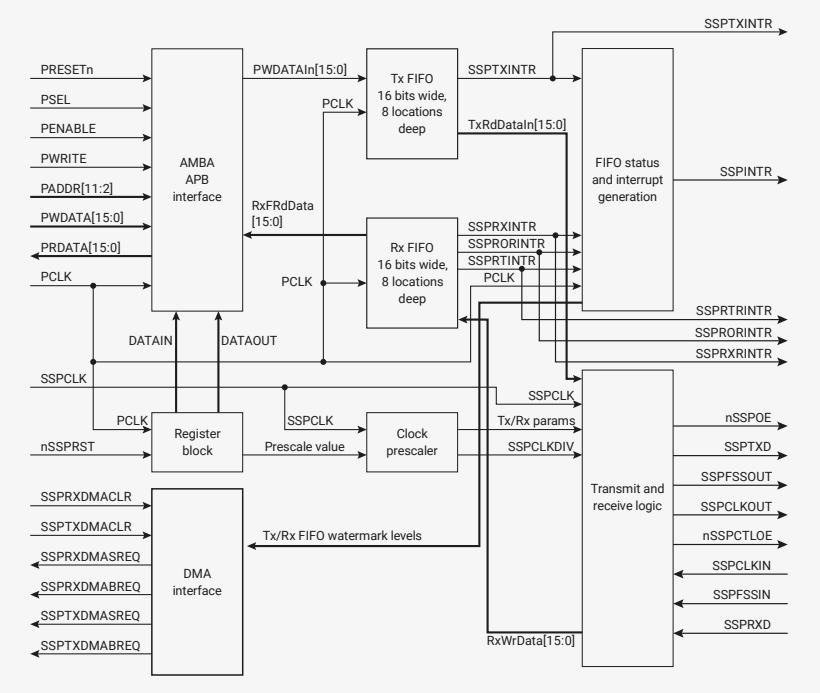 SSPTXINTR
PRESETn
PSEL
PENABLE
PWRITE
PADDR[11:2]
PWDATA[15:0]
PRDATA[15:0]
PCLK
AMBA
APB
interface
PWDATAIn[15:0]
PCLK
Tx FIFO
16 bits wide,
8 locations
deep
SSPTXINTR
TxRdDataIn[15:0]
FIFO status
and interrupt
generation
SSPINTR
RxFRdData
[15:0]
PCLK
Rx FIFO
16 bits wide,
8 locations
deep
SSPRXINTR
SSPRORINTR
SSPRTINTR
PCLK
SSPRTRINTR
SSPRORINTR
SSPRXRINTR
DATAIN
DATAOUT
SSPCLK
PCLK
nSSPRST
Register
block
SSPCLK
Prescale value
Clock
prescaler
SSPCLK
Tx/Rx params
SSPCLKDIV
Transmit and
receive logic
nSSPOE
SSPTXD
SSPFSSOUT
SSPCLKOUT
nSSPCTLOE
SSPCLKIN
SSPFSSIN
SSPRXD
SSPRXDMACLR
SSPTXDMACLR
SSPRXDMASREQ
SSPRXDMABREQ
SSPTXDMASREQ
SSPTXDMABREQ
DMA
interface
Tx/Rx FIFO watermark levels
RxWrData[15:0]